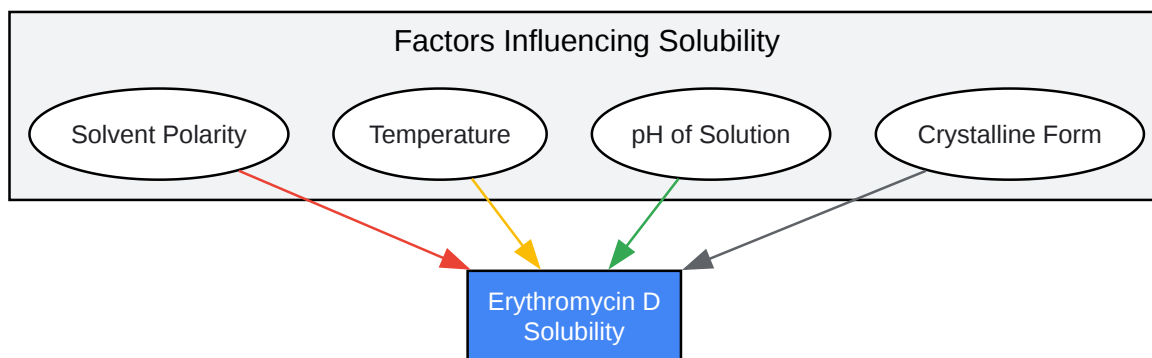 Factors Influencing Solubility
Solvent Polarity
Temperature
pH of Solution
Crystalline Form
Erythromycin D
Solubility